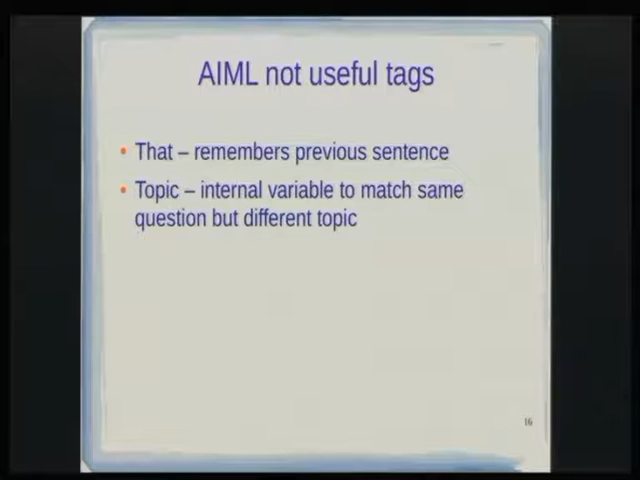 AIML not useful tags
• That – remembers previous sentence
• Topic – internal variable to match same
question but different topic
16